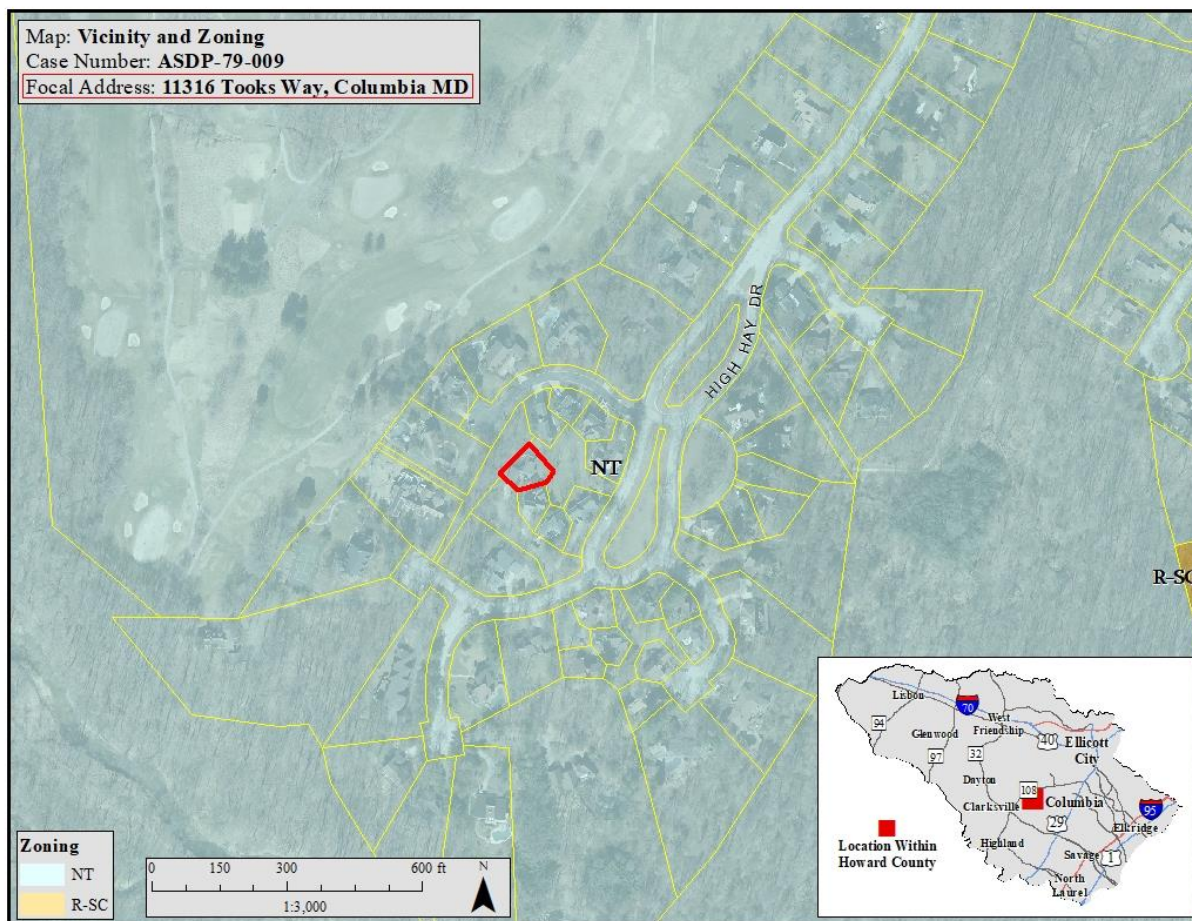 Map: Vicinity and Zoning
Case Number: ASDP-79-009
Focal Address: 11316 Tooks Way, Columbia MD
HIGH HAY DR
NT
R-SC
Zoning
NT
R-SC
0 150 300 600 ft
1:3,000
N
Lisbon
70
94
Glenwood
West
Friendship
40
Ellicott
City
97
32
Dayton
108
Clarksville
Columbia
95
29
Elkridge
Highland
Savage
1
North
Laurel
Location Within
Howard County